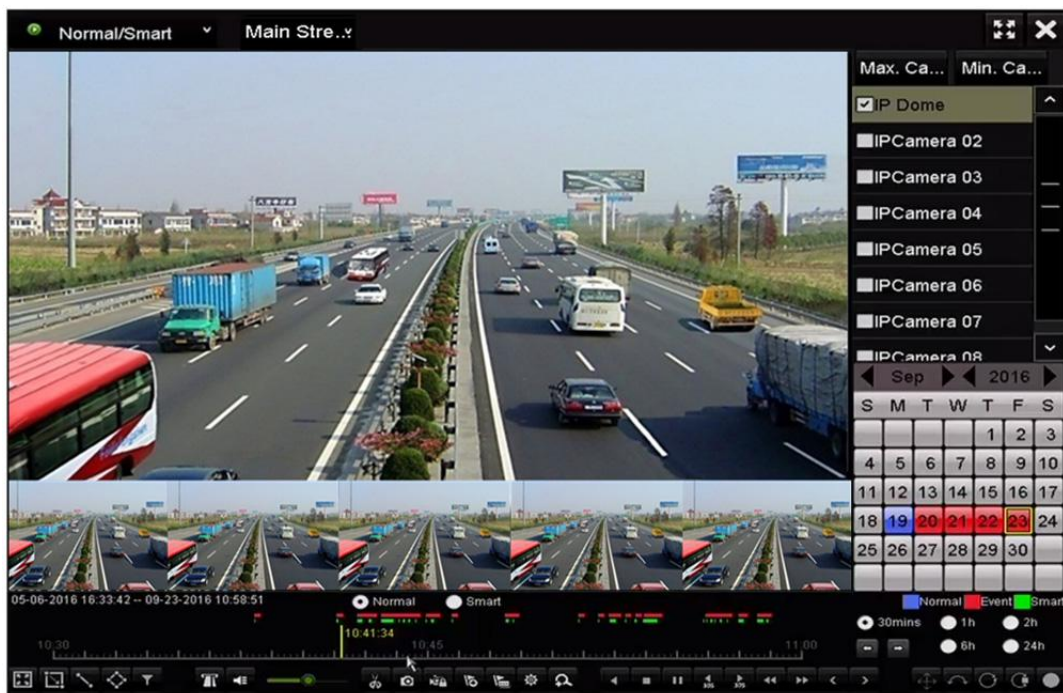 Normal/Smart
Main Stre..
Max. Ca...
Min. Ca...
IP Dome
IPCamera 02
IPCamera 03
IPCamera 04
IPCamera 05
IPCamera 06
IPCamera 07
IPCamera 08
Sep 2016
S M T W T F S
1 2 3
4 5 6 7 8 9 10
11 12 13 14 15 16 17
18 19 20 21 22 23 24
25 26 27 28 29 30
05-06-2016 16:33:42 -- 09-23-2016 10:58:51
Normal
Smart
10:41:34
10:30
10:45
11:00
Normal Event Smart
30mins 1h 2h
6h 24h
30S
30S